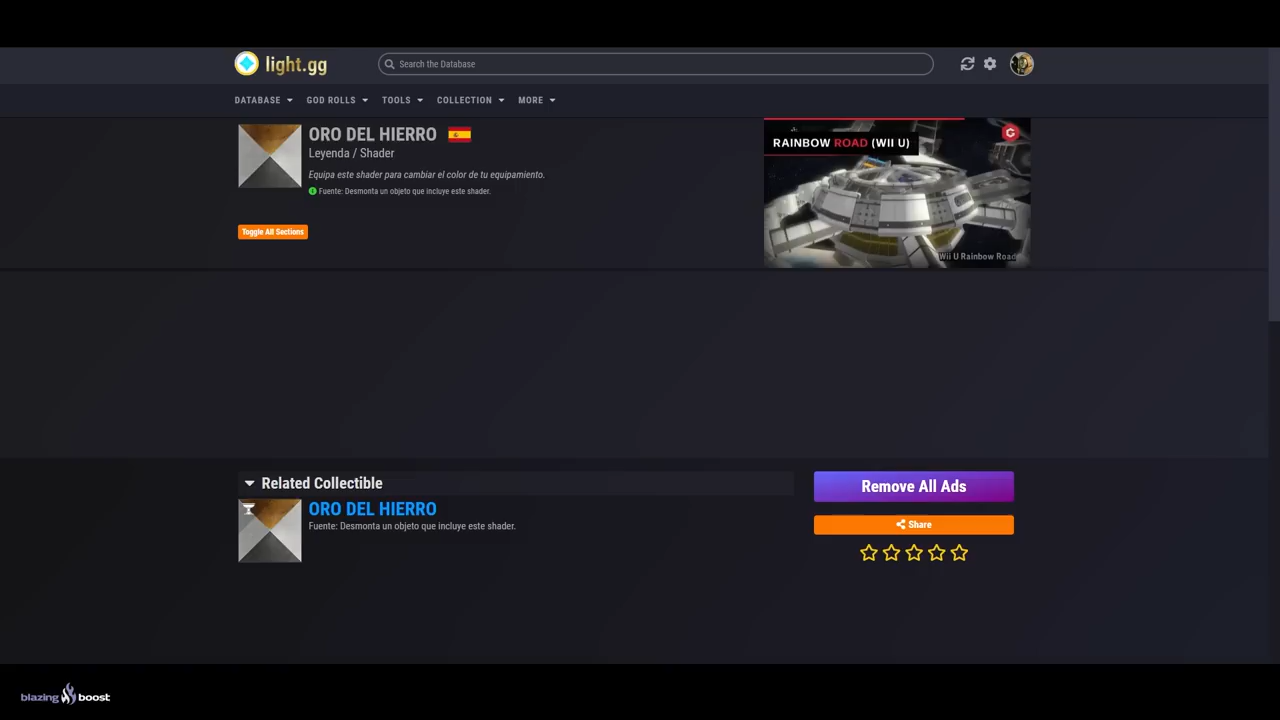 light.gg
Search the Database
DATABASE
GOD ROLLS
TOOLS
COLLECTION
MORE
ORO DEL HIERRO
Leyenda / Shader
Equipa este shader para cambiar el color de tu equipamiento.
Fuente: Desmonta un objeto que incluye este shader.
Toggle All Sections
RAINBOW ROAD (WII U)
Wii U Rainbow Road
Related Collectible
ORO DEL HIERRO
Fuente: Desmonta un objeto que incluye este shader.
Remove All Ads
Share
blazing boost